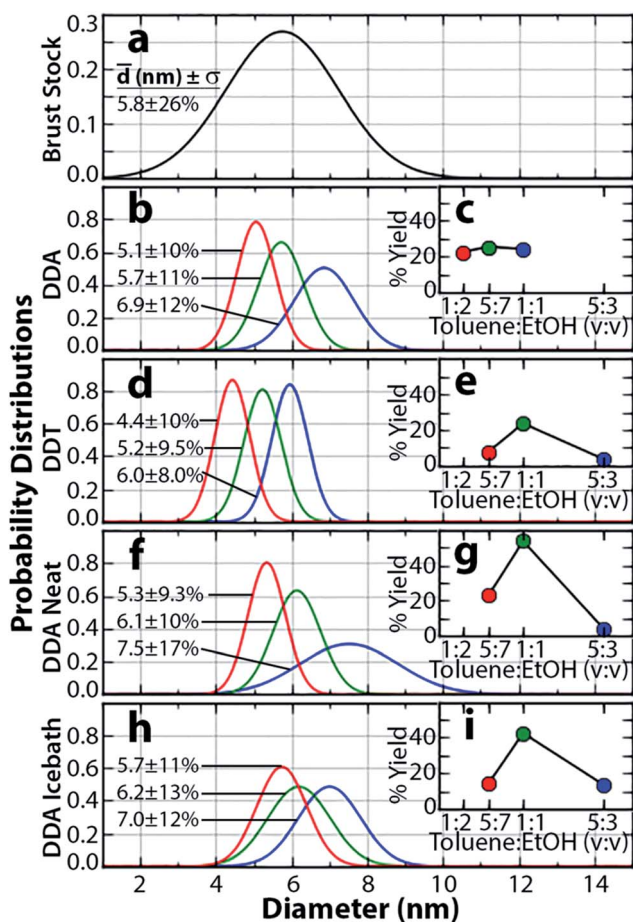 Probability Distributions
Brust Stock
0.3
0.2
0.1
0.0
a
d̅ (nm) ± σ
5.8±26%
DDA
0.8
0.6
0.4
0.2
0.0
b
5.1±10%
5.7±11%
6.9±12%
c
% Yield
40
20
0
1:2 5:7 1:1 5:3
Toluene:EtOH (v:v)
DDT
0.8
0.6
0.4
0.2
0.0
d
4.4±10%
5.2±9.5%
6.0±8.0%
e
% Yield
40
20
0
1:2 5:7 1:1 5:3
Toluene:EtOH (v:v)
DDA Neat
0.8
0.6
0.4
0.2
0.0
f
5.3±9.3%
6.1±10%
7.5±17%
g
% Yield
40
20
0
1:2 5:7 1:1 5:3
Toluene:EtOH (v:v)
DDA Icebath
0.8
0.6
0.4
0.2
0.0
h
5.7±11%
6.2±13%
7.0±12%
i
% Yield
40
20
0
1:2 5:7 1:1 5:3
Toluene:EtOH (v:v)
2 4 6 8 10 12 14
Diameter (nm)